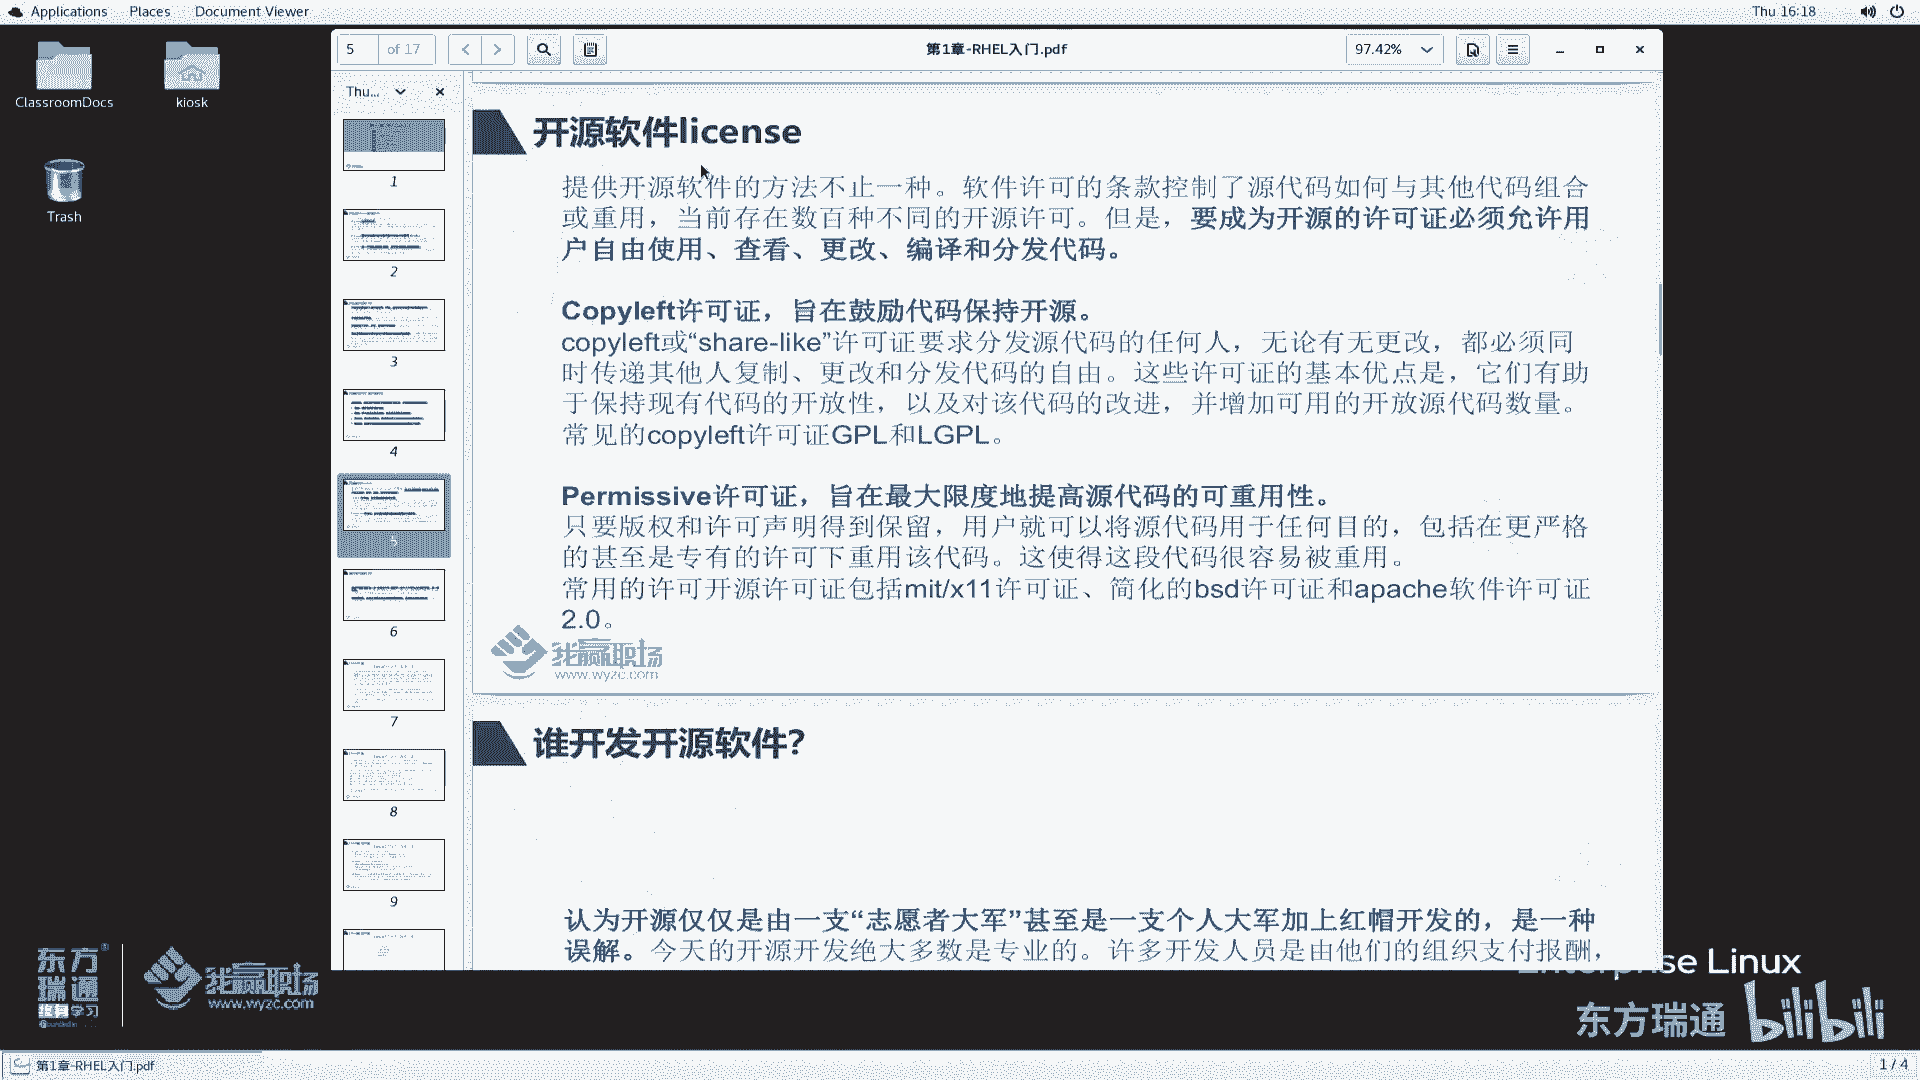 Applications Places Document Viewer Thu 16:18
ClassroomDocs
kiosk
Trash
5 of 17 第1章-RHEL入门.pdf 97.42%
Thu...
1
2
3
4
5
6
7
8
9
开源软件license
提供开源软件的方法不止一种。软件许可的条款控制了源代码如何与其他代码组合
或重用，当前存在数百种不同的开源许可。但是，要成为开源的许可证必须允许用
户自由使用、查看、更改、编译和分发代码。
Copyleft许可证，旨在鼓励代码保持开源。
copyleft或“share-like”许可证要求分发源代码的任何人，无论有无更改，都必须同
时传递其他人复制、更改和分发代码的自由。这些许可证的基本优点是，它们有助
于保持现有代码的开放性，以及对该代码的改进，并增加可用的开放源代码数量。
常见的copyleft许可证GPL和LGPL。
Permissive许可证，旨在最大限度地提高源代码的可重用性。
只要版权和许可声明得到保留，用户就可以将源代码用于任何目的，包括在更严格
的甚至是专有的许可下重用该代码。这使得这段代码很容易被重用。
常用的许可开源许可证包括mit/x11许可证、简化的bsd许可证和apache软件许可证
2.0。
我赢职场
www.wyzc.com
谁开发开源软件？
认为开源仅仅是由一支“志愿者大军”甚至是一支个人大军加上红帽开发的，是一种
误解。今天的开源开发绝大多数是专业的。许多开发人员是由他们的组织支付报酬，
东方
瑞通
学习
我赢职场
www.wyzc.com
se Linux
东方瑞通 bilibili
第1章-RHEL入门.pdf 1 / 4